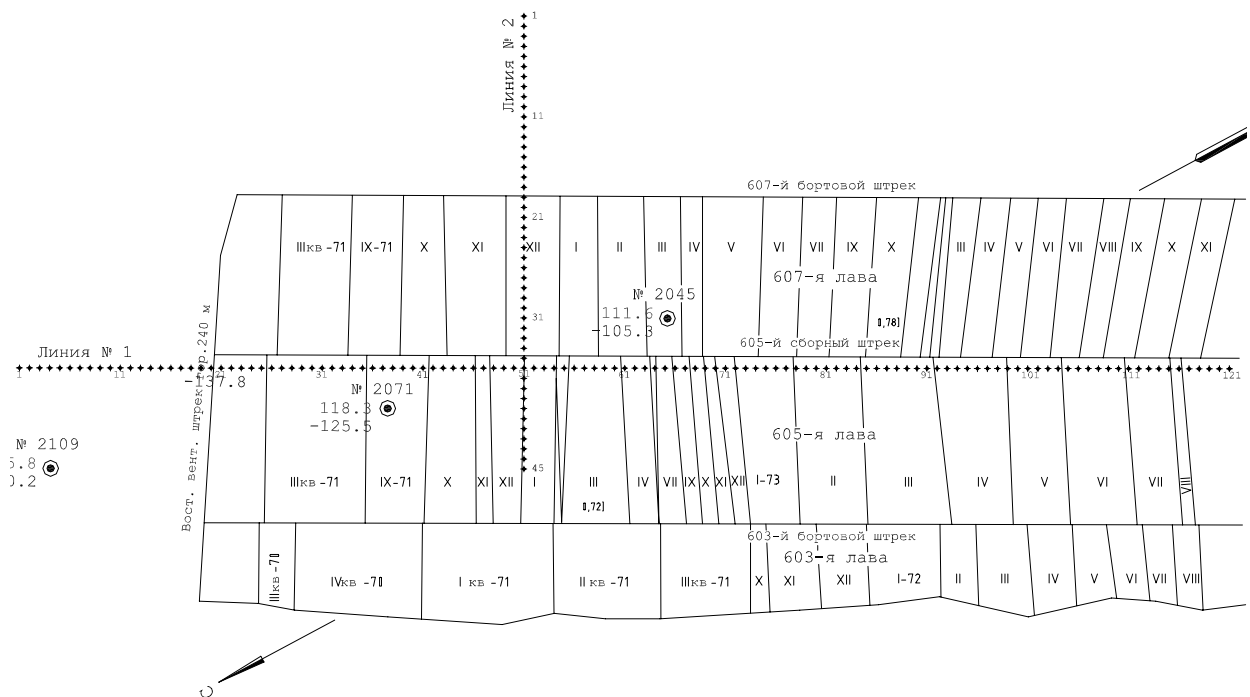 Линия № 2
1
11
21
31
45
607-й бортовой штрек
IIIкв -71 IX-71 X XI XII I II III IV V VI VII IX X III IV V VI VII VIII IX X XI
607-я лава
№ 2045
111.6
-105.3
605-й сборный штрек
Линия № 1
1 11 21 31 41 51 61 71 81 91 101 111 121
-137.8
Вост. вент. штрек гор.240 м
№ 2071
118.3
-125.5
№ 2109
5.8
0.2
605-я лава
IIIкв -71 IX-71 X XI XII I III IV VII IX X XI XII I-73 II III IV V VI VII VIII
603-й бортовой штрек
603-я лава
IIIкв -70 IVкв -70 I кв -71 II кв -71 IIIкв -71 X XI XII I-72 II III IV V VI VII VIII
С